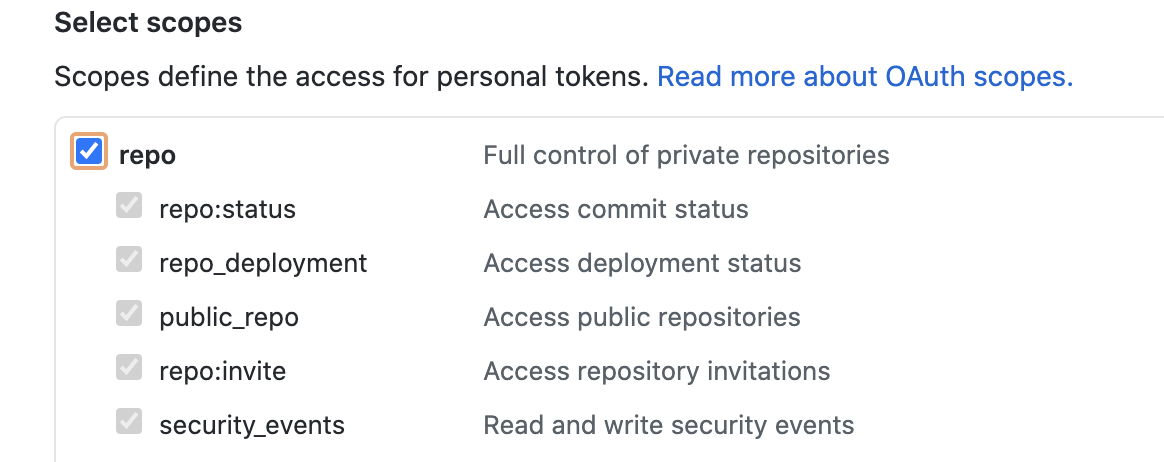 Select scopes
Scopes define the access for personal tokens. Read more about OAuth scopes.
repo Full control of private repositories
repo:status Access commit status
repo_deployment Access deployment status
public_repo Access public repositories
repo:invite Access repository invitations
security_events Read and write security events